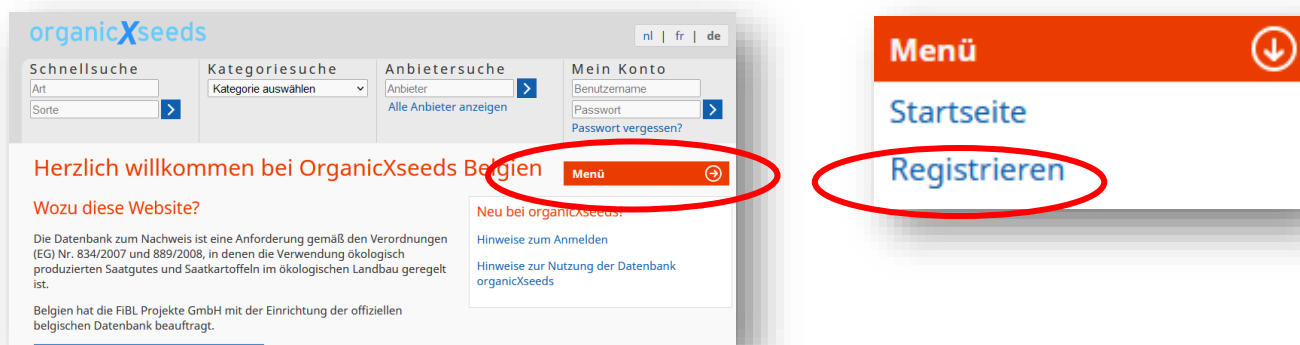 organicXseeds
nl | fr | de
Schnellsuche
Art
Sorte
Kategoriesuche
Kategorie auswählen
Anbietersuche
Anbieter
Alle Anbieter anzeigen
Mein Konto
Benutzername
Passwort
Passwort vergessen?
Herzlich willkommen bei OrganicXseeds Belgien
Menü
Wozu diese Website?
Die Datenbank zum Nachweis ist eine Anforderung gemäß den Verordnungen
(EG) Nr. 834/2007 und 889/2008, in denen die Verwendung ökologisch
produzierten Saatgutes und Saatkartoffeln im ökologischen Landbau geregelt
ist.
Belgien hat die FiBL Projekte GmbH mit der Einrichtung der offiziellen
belgischen Datenbank beauftragt.
Neu bei organicXseeds?
Hinweise zum Anmelden
Hinweise zur Nutzung der Datenbank
organicXseeds
Menü
Startseite
Registrieren